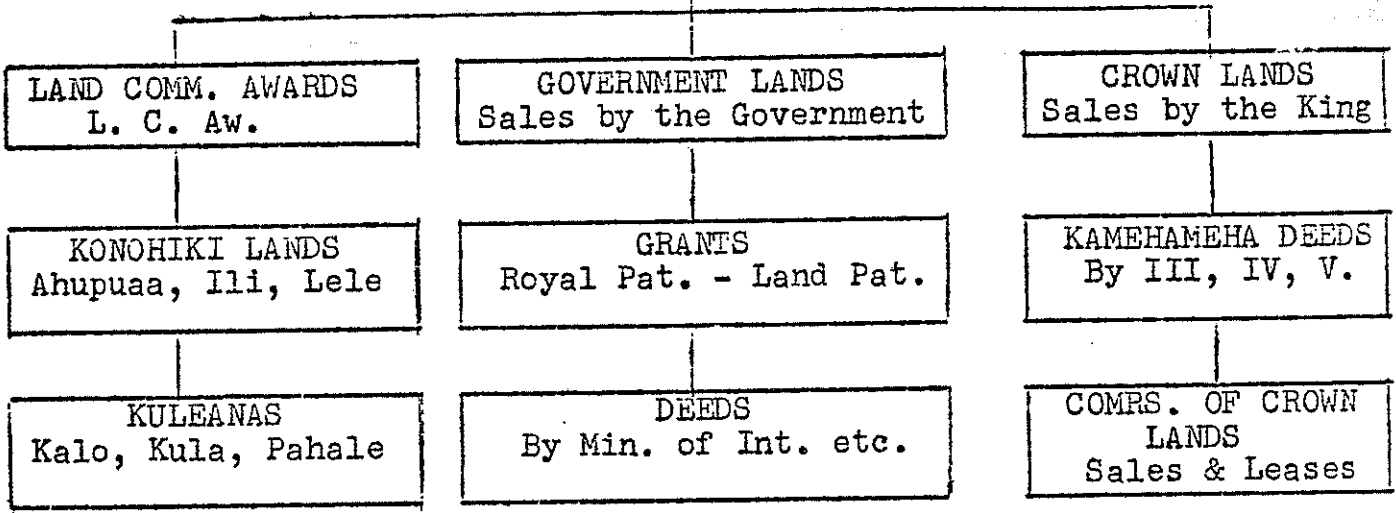 LAND COMM. AWARDS
L. C. Aw.
GOVERNMENT LANDS
Sales by the Government
CROWN LANDS
Sales by the King
KONOHIKI LANDS
Ahupuaa, Ili, Lele
GRANTS
Royal Pat. - Land Pat.
KAMEHAMEHA DEEDS
By III, IV, V.
KULEANAS
Kalo, Kula, Pahale
DEEDS
By Min. of Int. etc.
COMRS. OF CROWN
LANDS
Sales & Leases